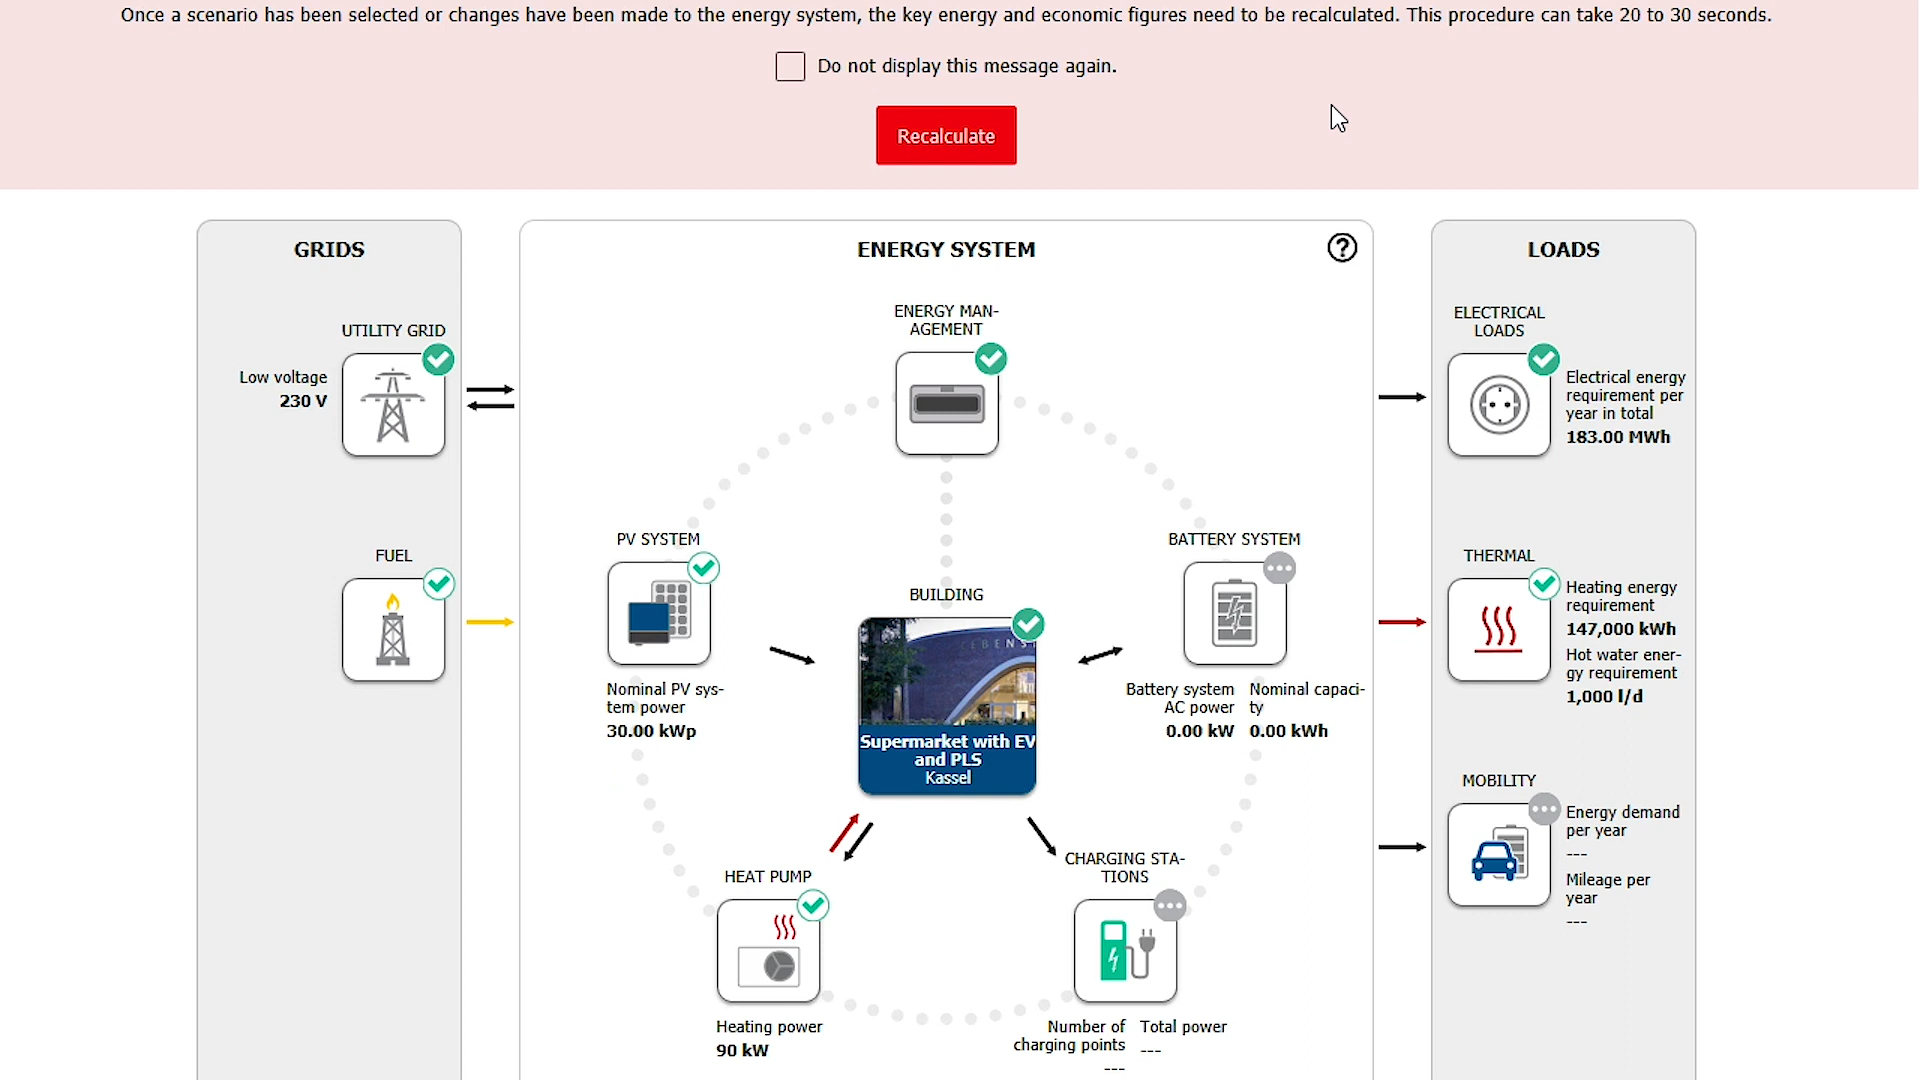 Once a scenario has been selected or changes have been made to the energy system, the key energy and economic figures need to be recalculated. This procedure can take 20 to 30 seconds.
Do not display this message again.
Recalculate
GRIDS
UTILITY GRID
Low voltage
230 V
FUEL
ENERGY SYSTEM
?
ENERGY MAN-
AGEMENT
PV SYSTEM
Nominal PV sys-
tem power
30.00 kWp
BUILDING
Supermarket with EV
and PLS
Kassel
BATTERY SYSTEM
Battery system
AC power
0.00 kW
Nominal capaci-
ty
0.00 kWh
HEAT PUMP
Heating power
90 kW
CHARGING STA-
TIONS
Number of
charging points
---
Total power
---
LOADS
ELECTRICAL
LOADS
Electrical energy
requirement per
year in total
183.00 MWh
THERMAL
Heating energy
requirement
147,000 kWh
Hot water ener-
gy requirement
1,000 l/d
MOBILITY
Energy demand
per year
---
Mileage per
year
---